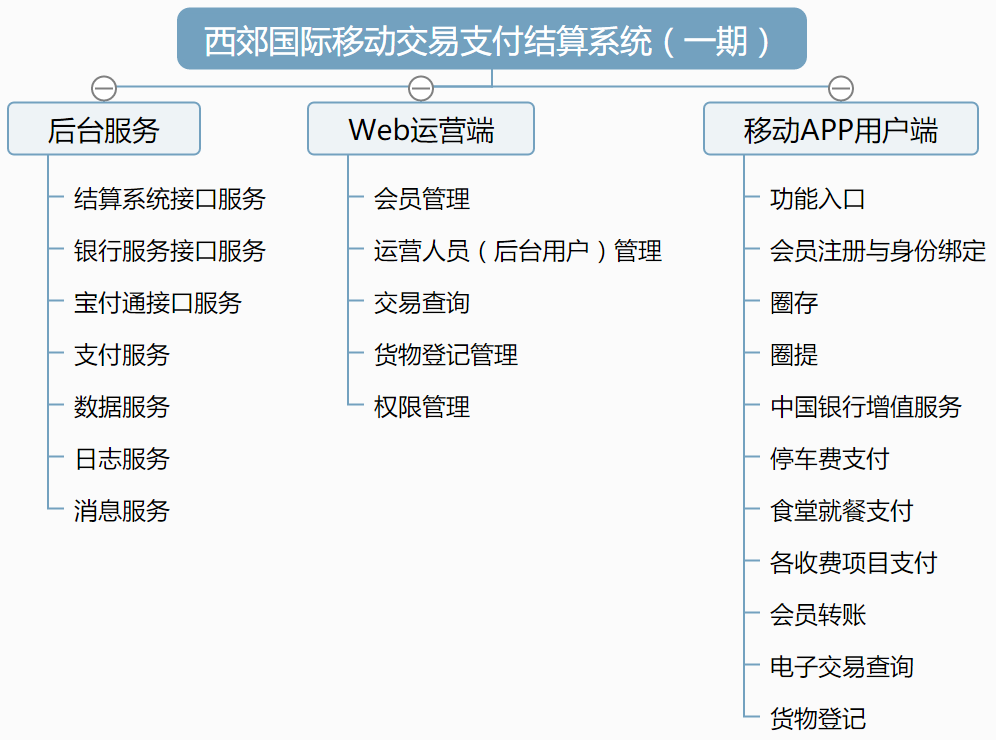 西郊国际移动交易支付结算系统（一期）
后台服务
结算系统接口服务
银行服务接口服务
宝付通接口服务
支付服务
数据服务
日志服务
消息服务
Web运营端
会员管理
运营人员（后台用户）管理
交易查询
货物登记管理
权限管理
移动APP用户端
功能入口
会员注册与身份绑定
圈存
圈提
中国银行增值服务
停车费支付
食堂就餐支付
各收费项目支付
会员转账
电子交易查询
货物登记